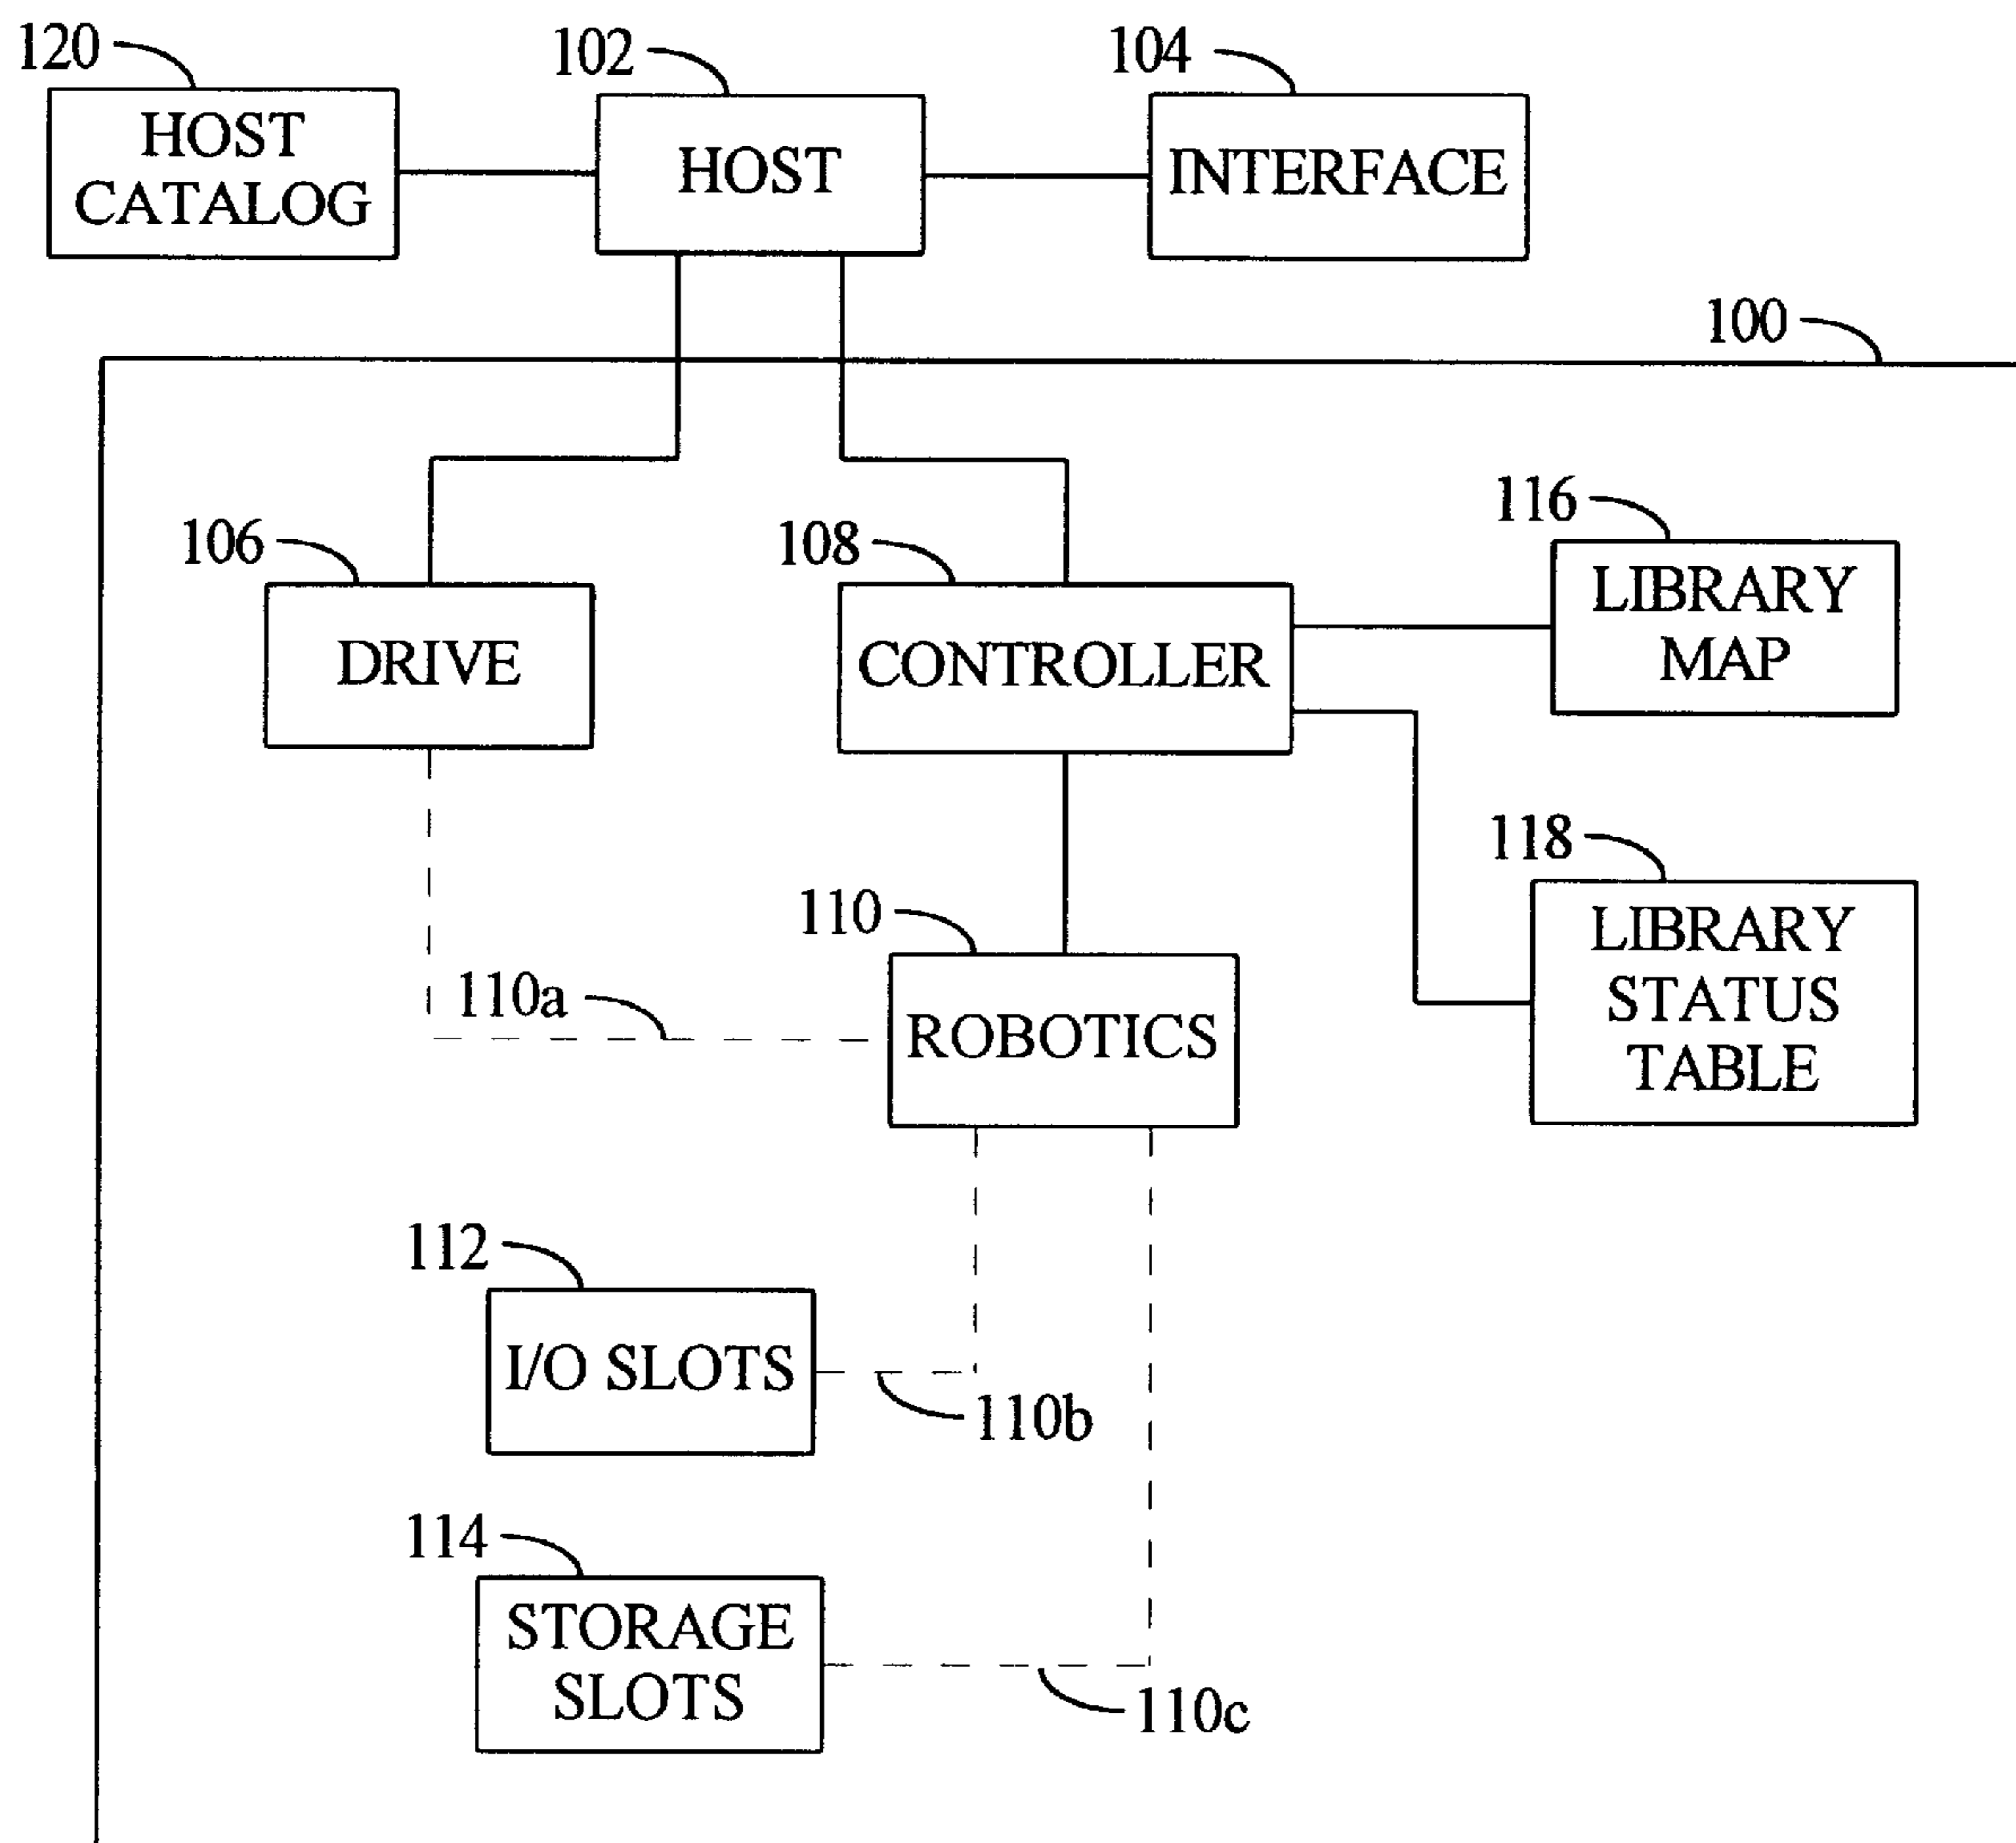 120
102
104
HOST
CATALOG
HOST
INTERFACE
100
106
108
116
DRIVE
CONTROLLER
LIBRARY
MAP
118
110
110a
ROBOTICS
LIBRARY
STATUS
TABLE
112
I/O SLOTS
110b
114
STORAGE
SLOTS
110c